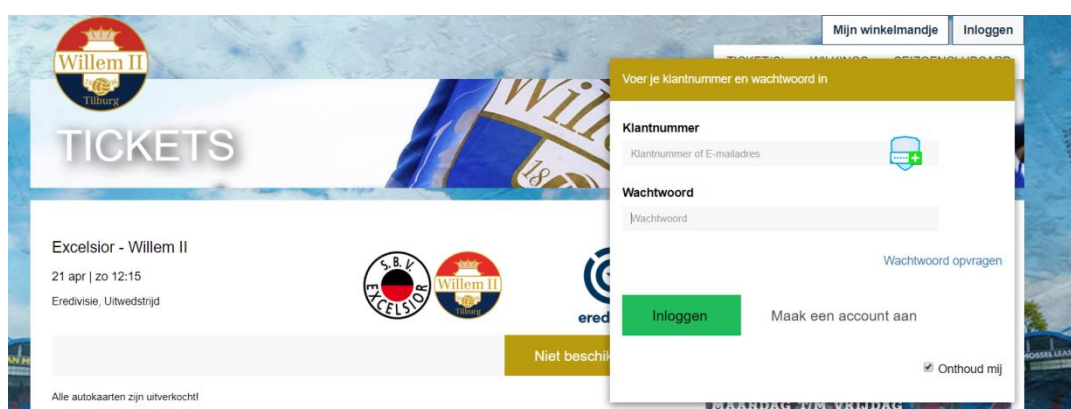 Mijn winkelmandje
Inloggen
Willem II
Tilburg
TICKETS
Voer je klantnummer en wachtwoord in
Klantnummer
Klantnummer of E-mailadres
Wachtwoord
Wachtwoord
Wachtwoord opvragen
Inloggen
Maak een account aan
Onthoud mij
Excelsior - Willem II
21 apr | zo 12:15
Eredivisie, Uitwedstrijd
S.B.V.
EXCELSIOR
Willem II
Tilburg
Alle autokaarten zijn uitverkocht!
MAANDAG T/M VRIJDAG